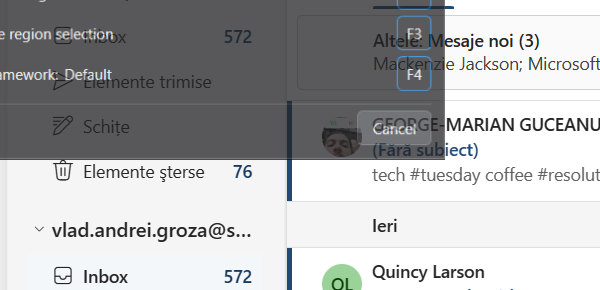 e region selection
F3
Inbox
572
Altele: Mesaje noi (3)
Mackenzie Jackson; Microsoft
amework: Default
F4
Elemente trimise
Cancel
GEORGE-MARIAN GUCEANU
Schițe
(Fără subiect)
Elemente șterse
76
tech #tuesday coffee #resolut
Ieri
vlad.andrei.groza@s...
Inbox
572
Quincy Larson
QL